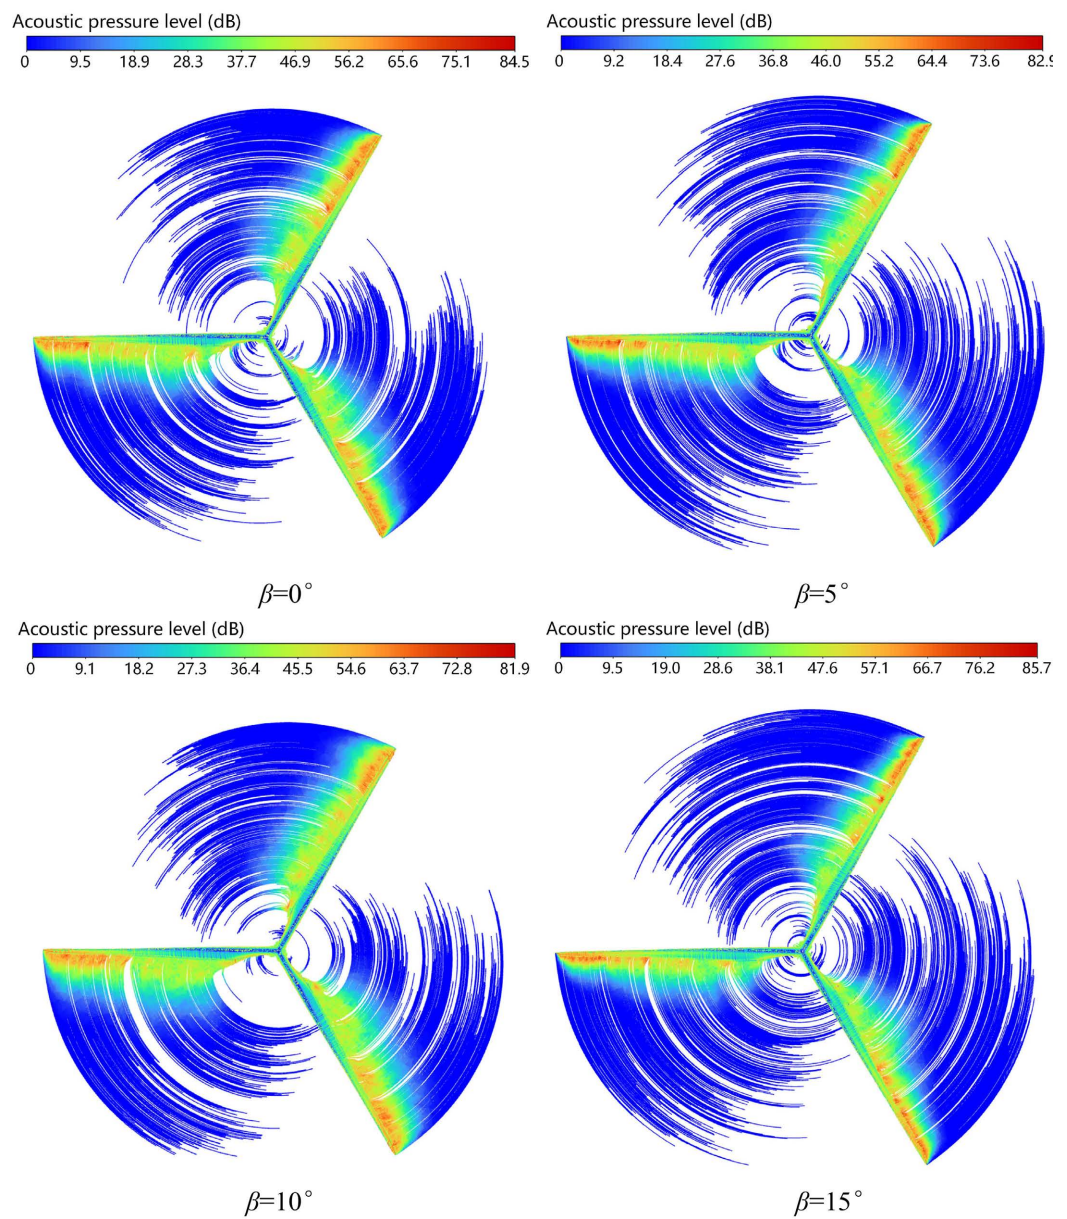 Acoustic pressure level (dB)
0 9.5 18.9 28.3 37.7 46.9 56.2 65.6 75.1 84.5
Acoustic pressure level (dB)
0 9.2 18.4 27.6 36.8 46.0 55.2 64.4 73.6 82.9
β=0°
β=5°
Acoustic pressure level (dB)
0 9.1 18.2 27.3 36.4 45.5 54.6 63.7 72.8 81.9
Acoustic pressure level (dB)
0 9.5 19.0 28.6 38.1 47.6 57.1 66.7 76.2 85.7
β=10°
β=15°